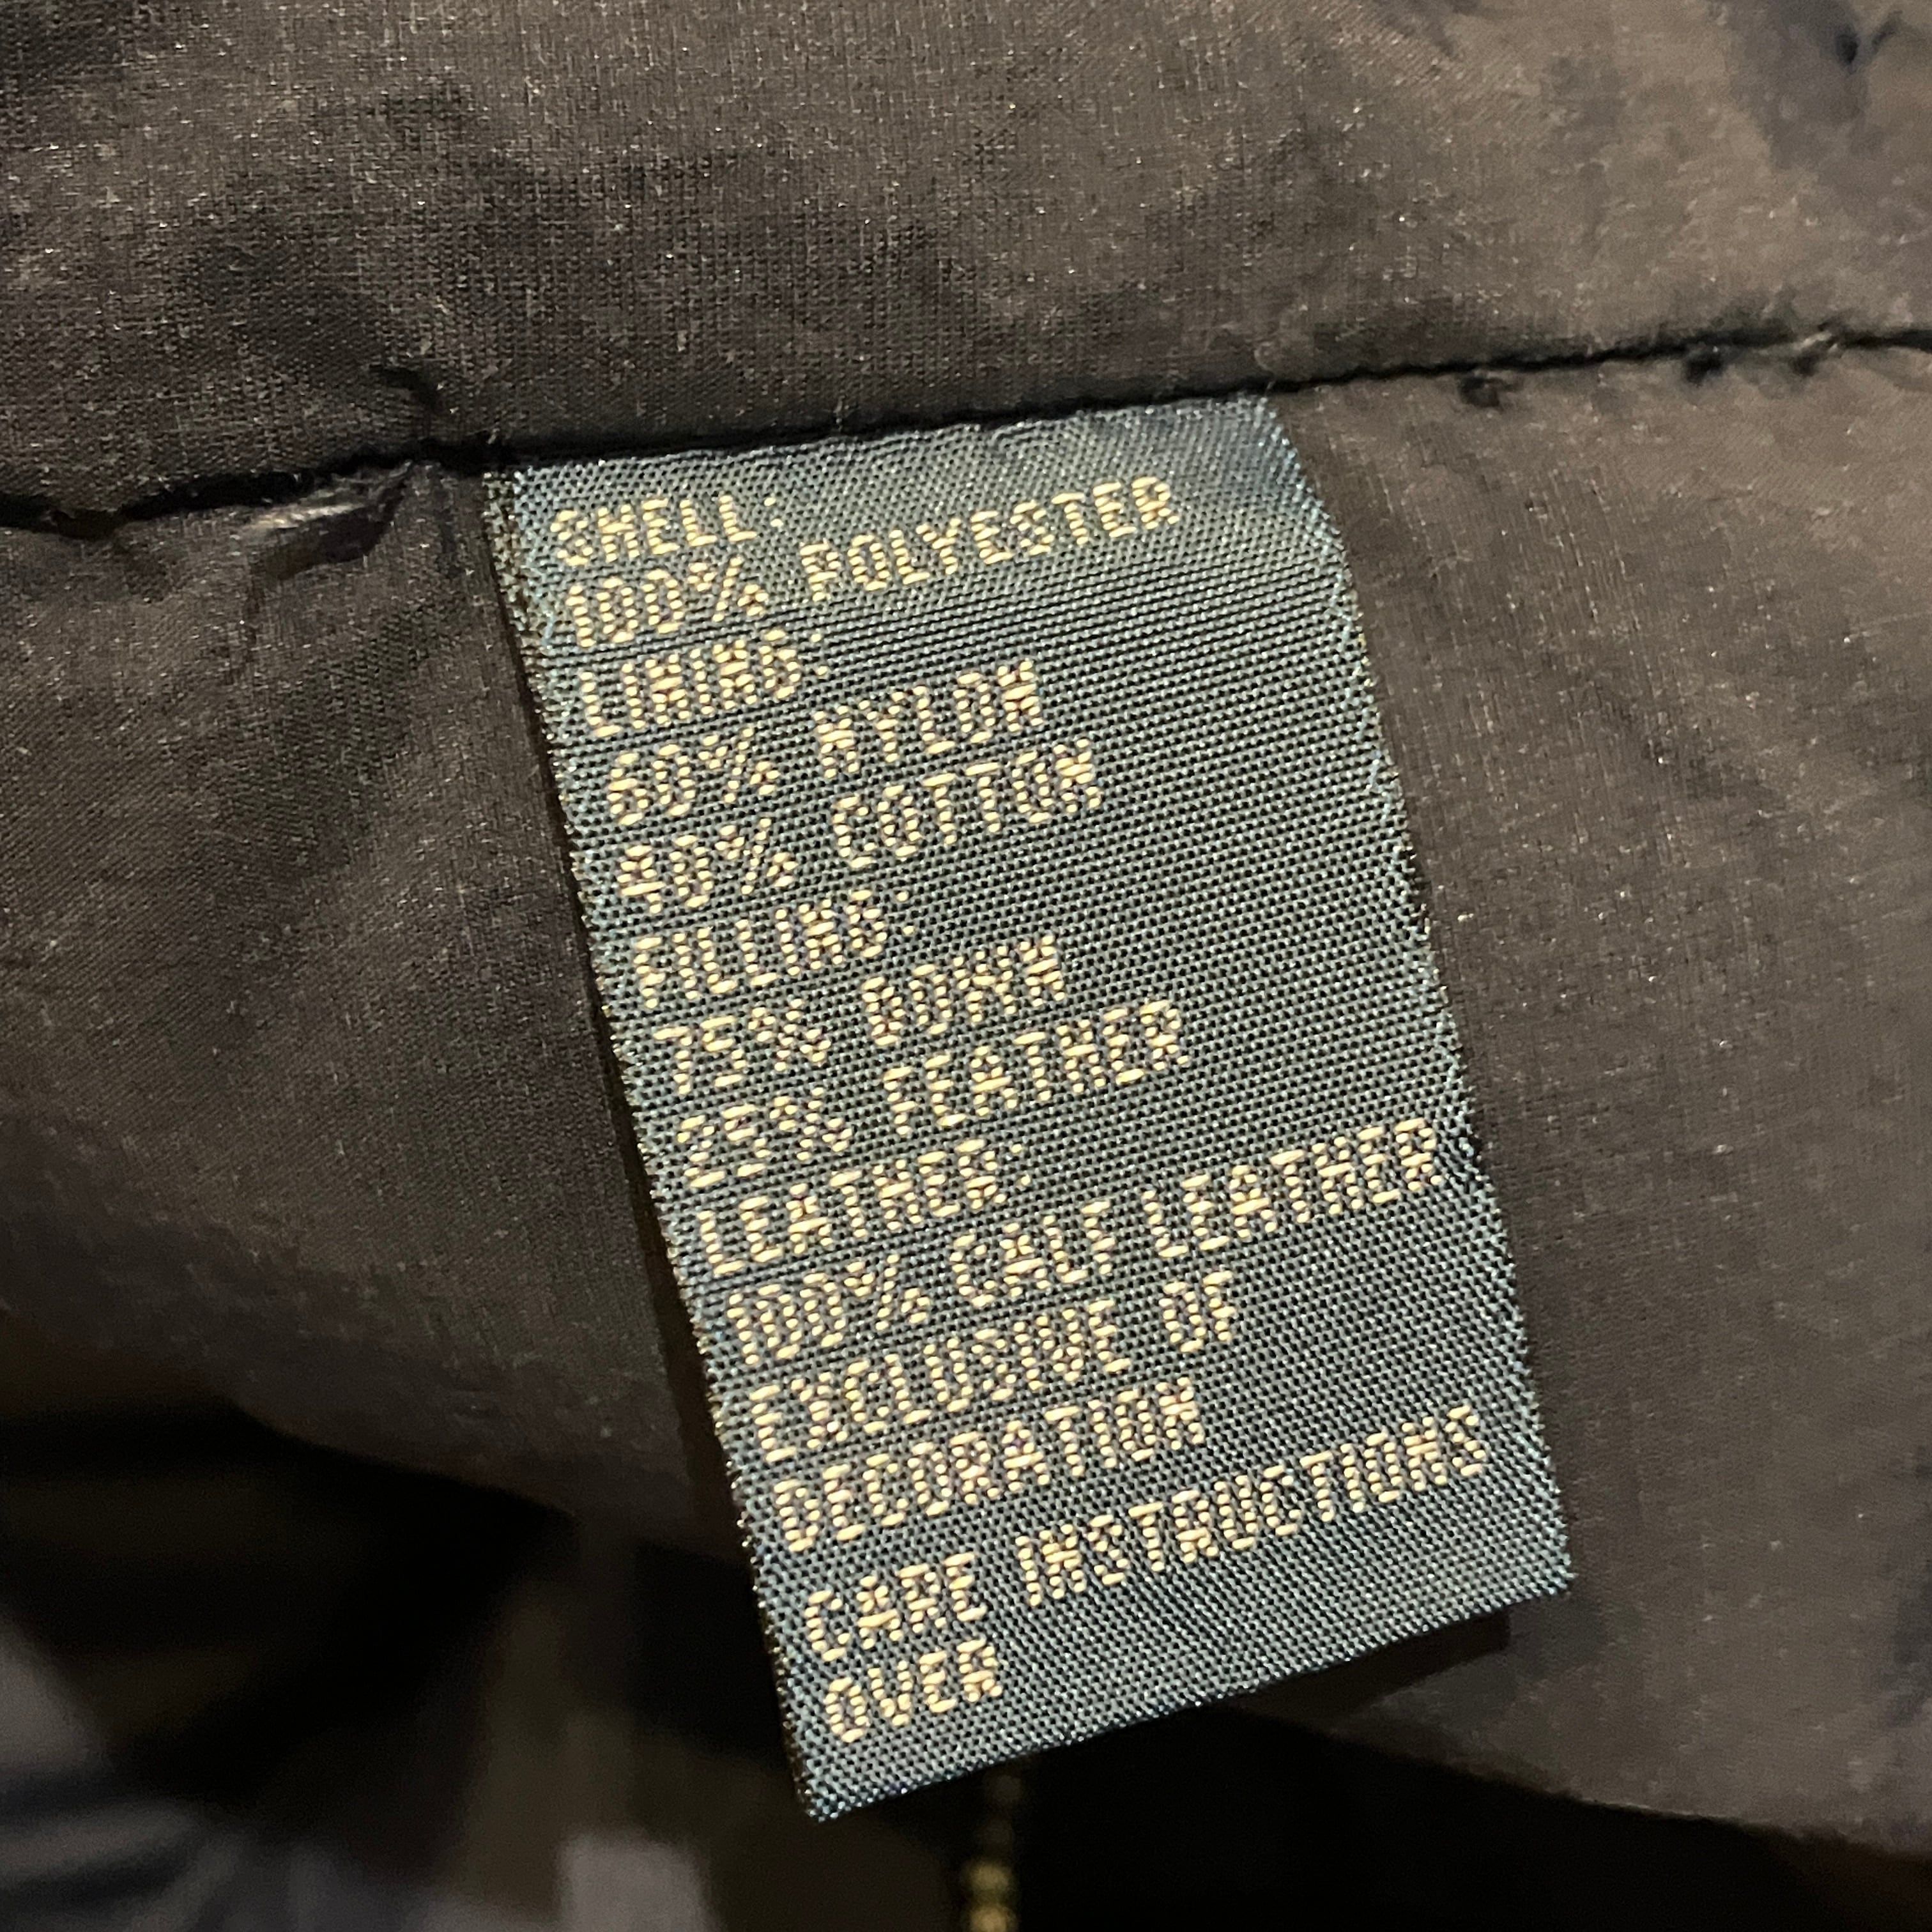 SHELL:
100% POLYESTER
LINING:
60% NYLON
40% COTTON
FILLING:
75% DOWN
25% FEATHER
LEATHER:
100% CALF LEATHER
EXCLUSIVE OF
DECORATION
CARE INSTRUCTIONS
OVER